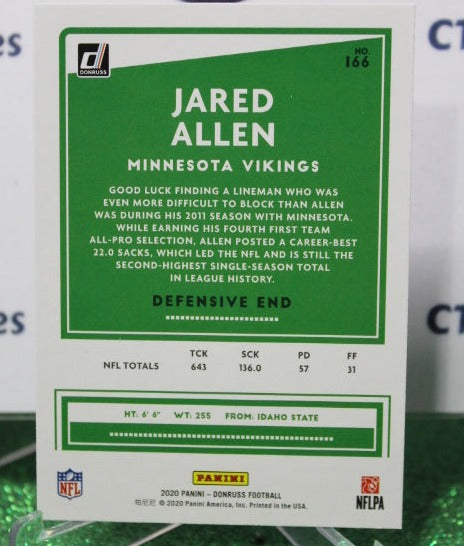 CT
DONRUSS
NO.
166
JARED
ALLEN
MINNESOTA VIKINGS
GOOD LUCK FINDING A LINEMAN WHO WAS
EVEN MORE DIFFICULT TO BLOCK THAN ALLEN
WAS DURING HIS 2011 SEASON WITH MINNESOTA.
WHILE EARNING HIS FOURTH FIRST TEAM
ALL-PRO SELECTION, ALLEN POSTED A CAREER-BEST
22.0 SACKS, WHICH LED THE NFL AND IS STILL THE
SECOND-HIGHEST SINGLE-SEASON TOTAL
IN LEAGUE HISTORY.
DEFENSIVE END
TCK SCK PD FF
NFL TOTALS 643 136.0 57 31
HT: 6' 6" WT: 255 FROM: IDAHO STATE
NFL
PANINI
NFLPA
2020 PANINI – DONRUSS FOOTBALL
帕尼尼 © 2020 Panini America, Inc. Printed in the USA.